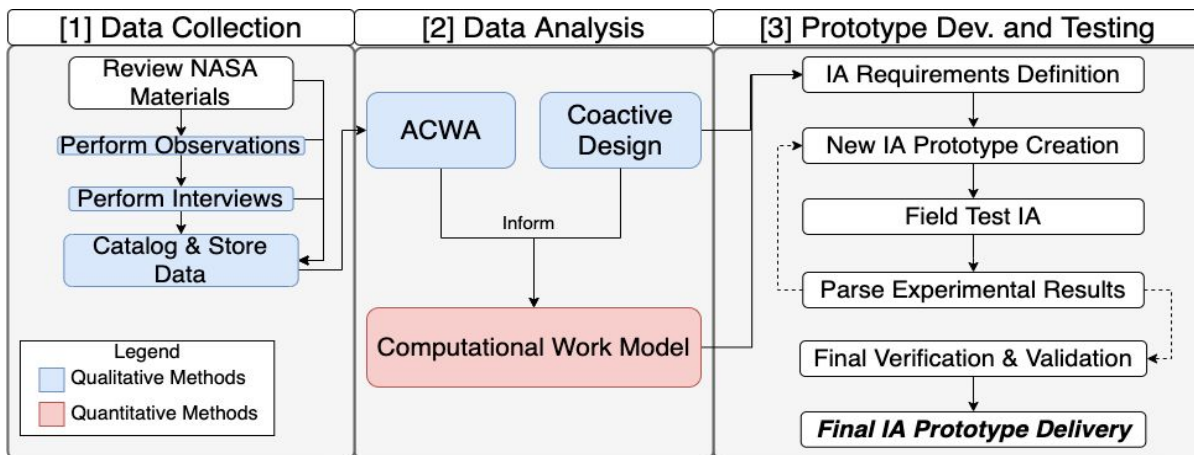 [1] Data Collection
Review NASA
Materials
Perform Observations
Perform Interviews
Catalog & Store
Data
Legend
Qualitative Methods
Quantitative Methods
[2] Data Analysis
ACWA
Coactive
Design
Inform
Computational Work Model
[3] Prototype Dev. and Testing
IA Requirements Definition
New IA Prototype Creation
Field Test IA
Parse Experimental Results
Final Verification & Validation
Final IA Prototype Delivery